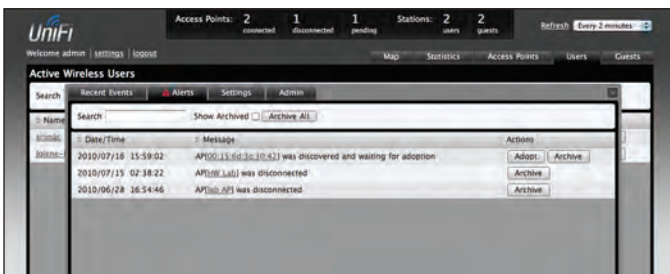 UniFi
Access Points: 2 connected 1 disconnected 1 pending Stations: 2 users 2 guests
Refresh Every 2 minutes
Welcome admin settings logout
Map Statistics Access Points Users Guests
Active Wireless Users
Search
Name
Recent Events Alerts Settings Admin
Search Show Archived Archive All
Date/Time Message Actions
2010/07/16 15:59:02 AP[00:15:6d:3c:30:42] was discovered and waiting for adoption Adopt Archive
2010/07/15 02:38:22 AP[HW Lab] was disconnected Archive
2010/06/28 16:54:46 AP[lab AP] was disconnected Archive